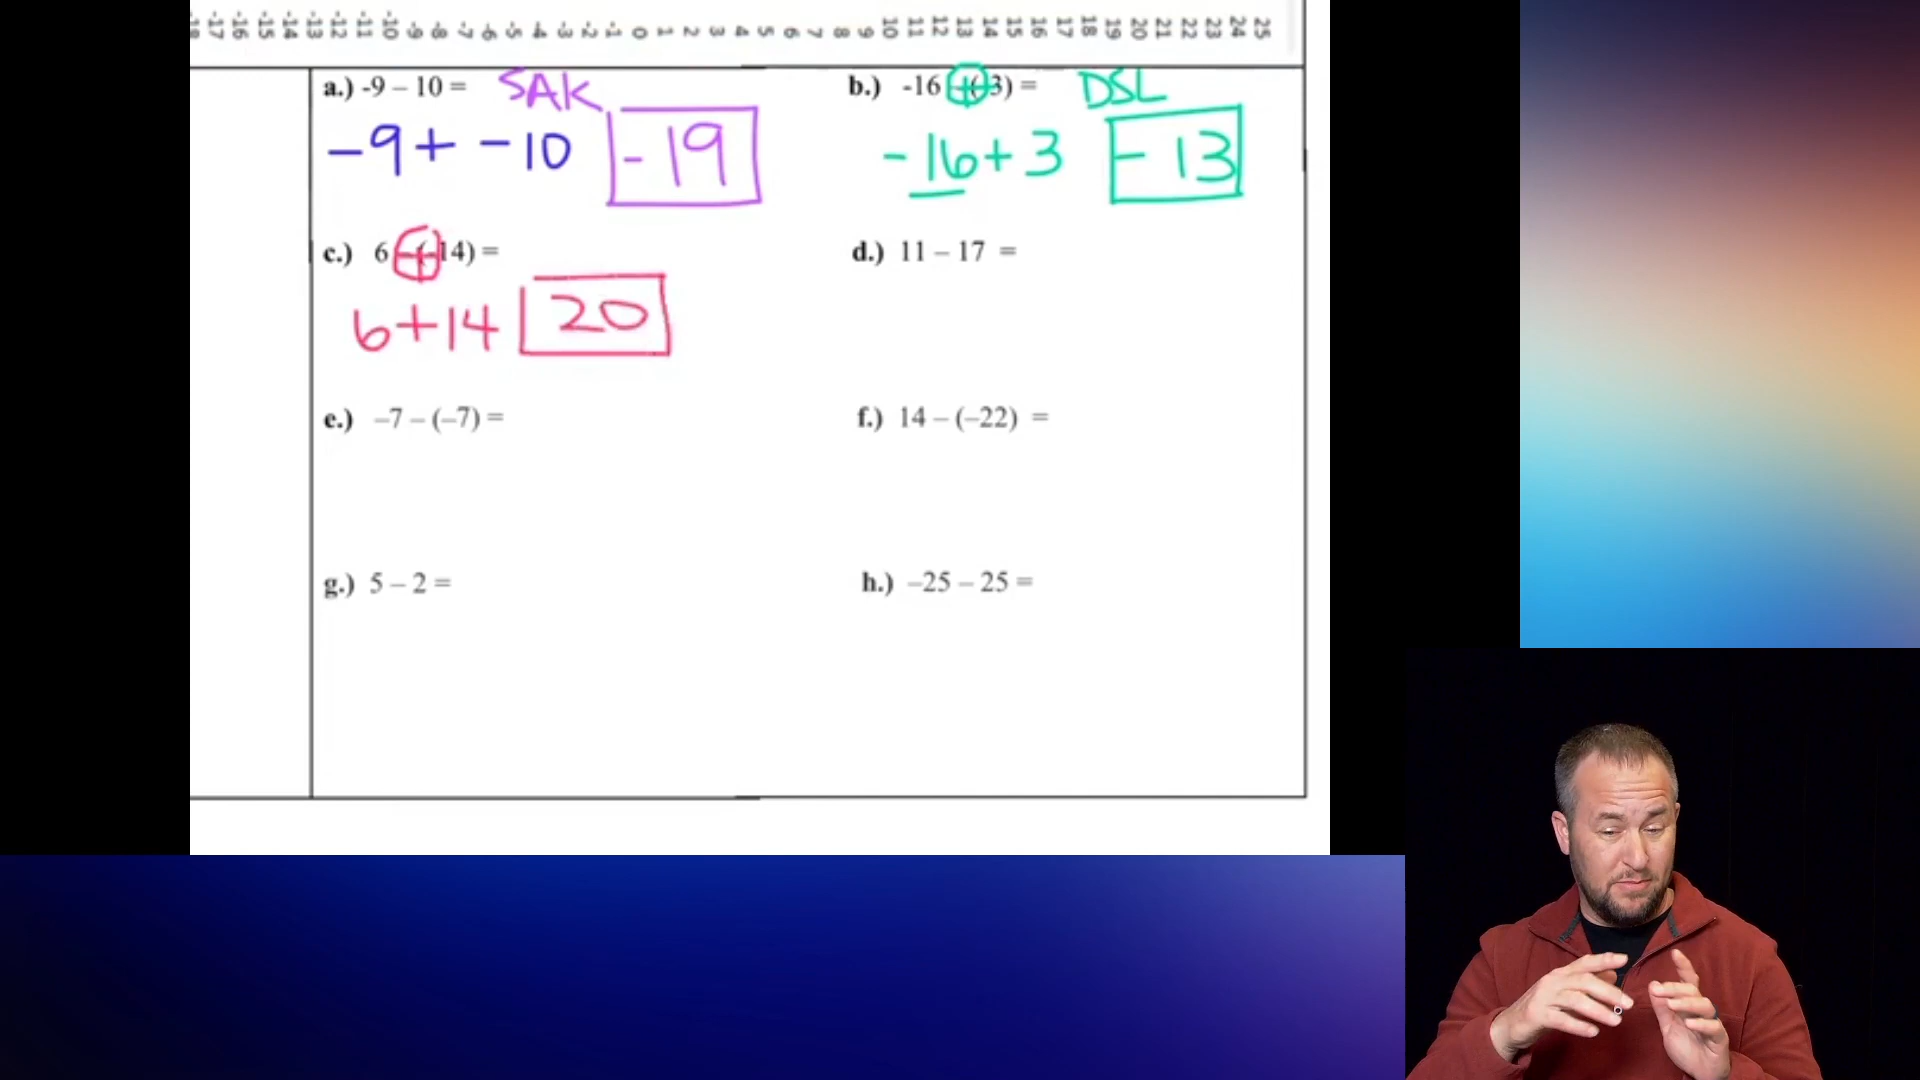 -18 -17 -16 -15 -14 -13 -12 -11 -10 -9 -8 -7 -6 -5 -4 -3 -2 -1 0 1 2 3 4 5 6 7 8 9 10 11 12 13 14 15 16 17 18 19 20 21 22 23 24 25
a.) -9 – 10 = SAK
-9 + -10 -19
b.) -16 + 3) = DSL
-16 + 3 -13
c.) 6 + 14) =
6+14 20
d.) 11 – 17 =
e.) –7 – (–7) =
f.) 14 – (–22) =
g.) 5 – 2 =
h.) –25 – 25 =